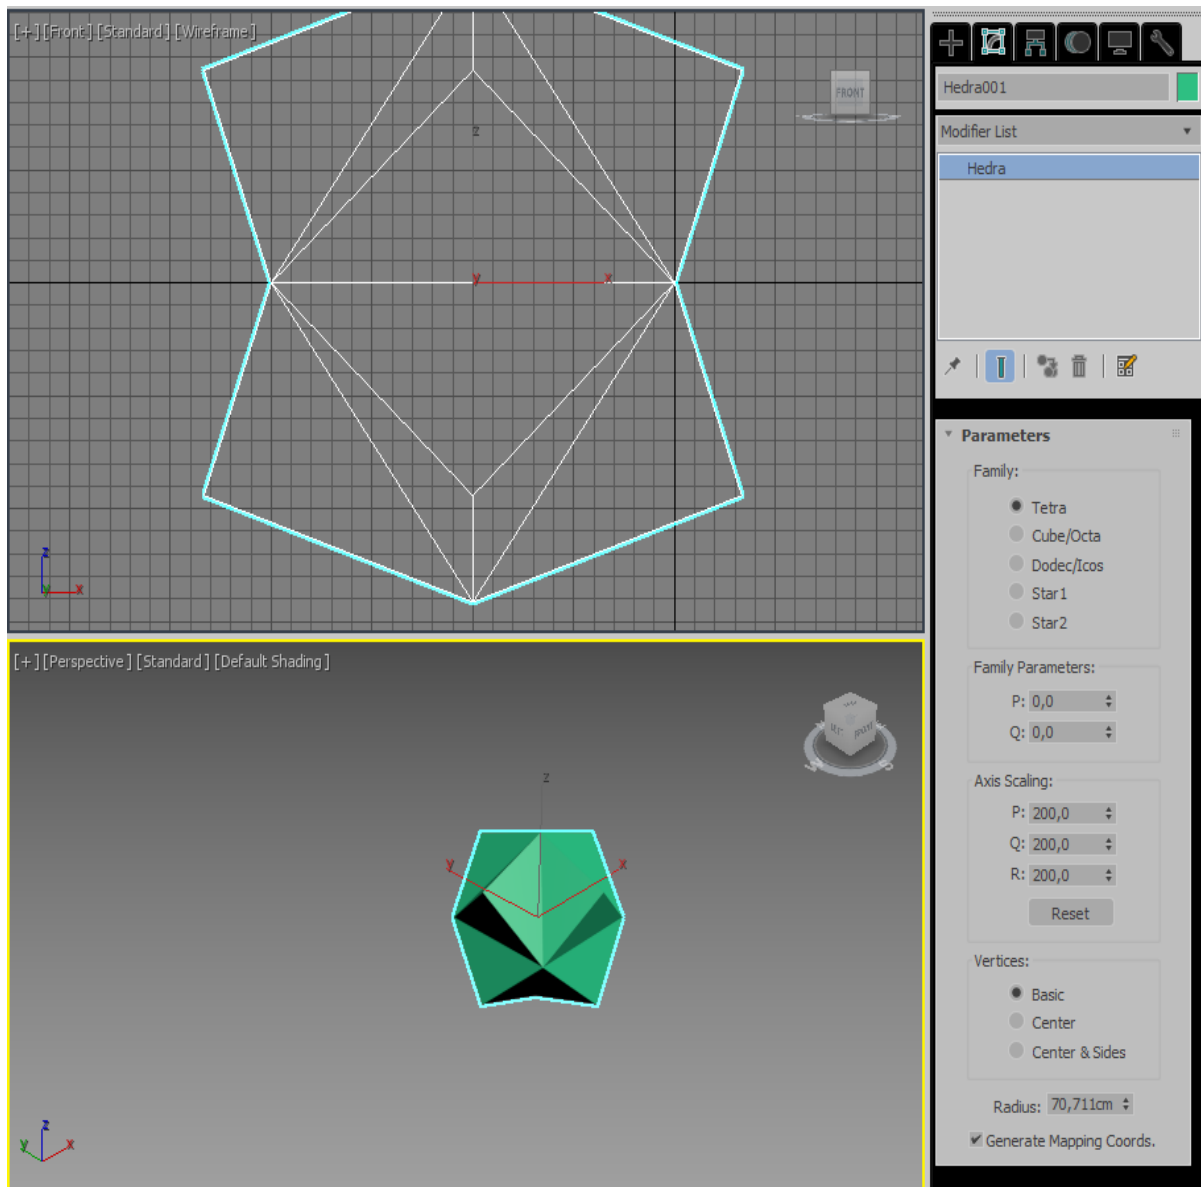 [+] [Front] [Standard] [Wireframe]
FRONT
z
y
x
z
y
x
[+] [Perspective] [Standard] [Default Shading]
z
y
x
z
y
x
Hedra001
Modifier List
Hedra
Parameters
Family:
Tetra
Cube/Octa
Dodec/Icos
Star1
Star2
Family Parameters:
P: 0,0
Q: 0,0
Axis Scaling:
P: 200,0
Q: 200,0
R: 200,0
Reset
Vertices:
Basic
Center
Center & Sides
Radius: 70,711cm
Generate Mapping Coords.